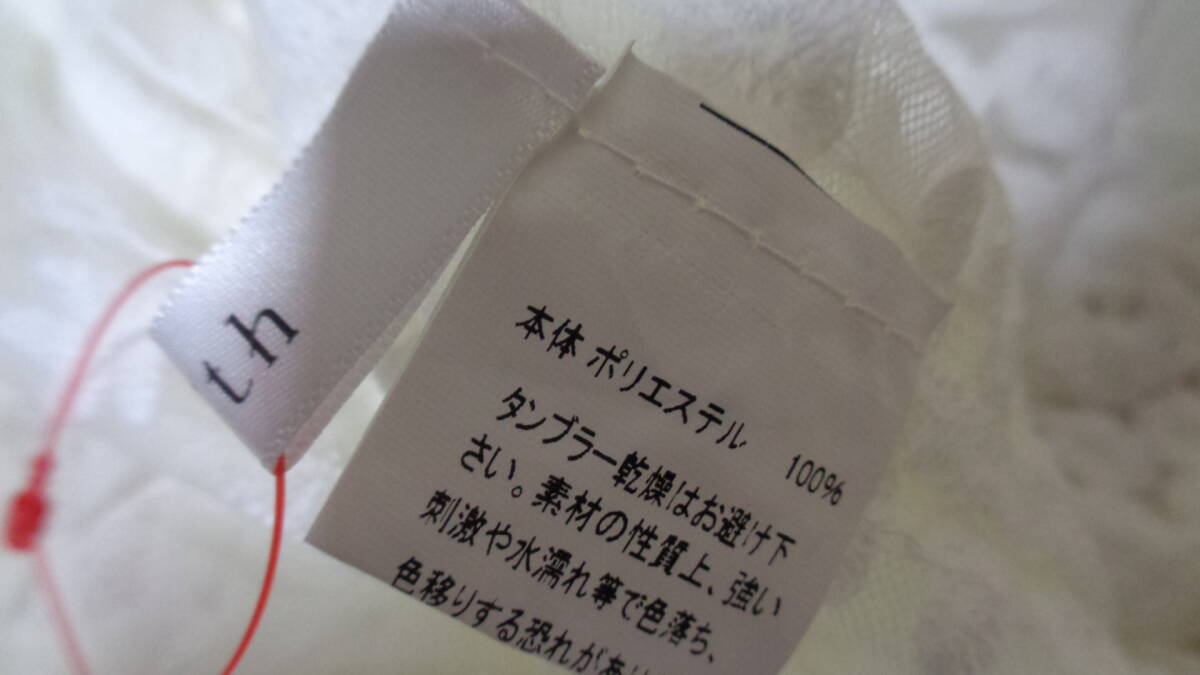 th
本体 ポリエステル 100%
タンブラー乾燥はお避け下
さい。素材の性質上、強い
刺激や水濡れ等で色落ち、
色移りする恐れがあ